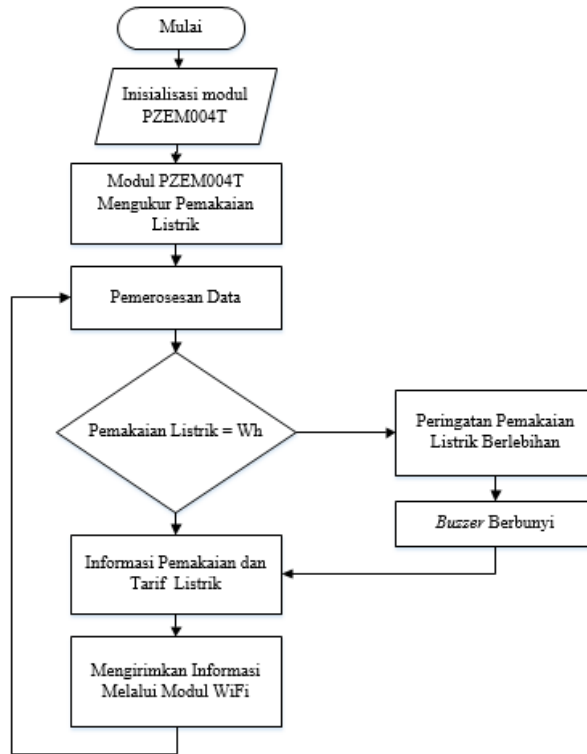 Mulai
Inisialisasi modul
PZEM004T
Modul PZEM004T
Mengukur Pemakaian
Listrik
Pemerosesan Data
Pemakaian Listrik = Wh
Peringatan Pemakaian
Listrik Berlebihan
Buzzer Berbunyi
Informasi Pemakaian dan
Tarif Listrik
Mengirimkan Informasi
Melalui Modul WiFi